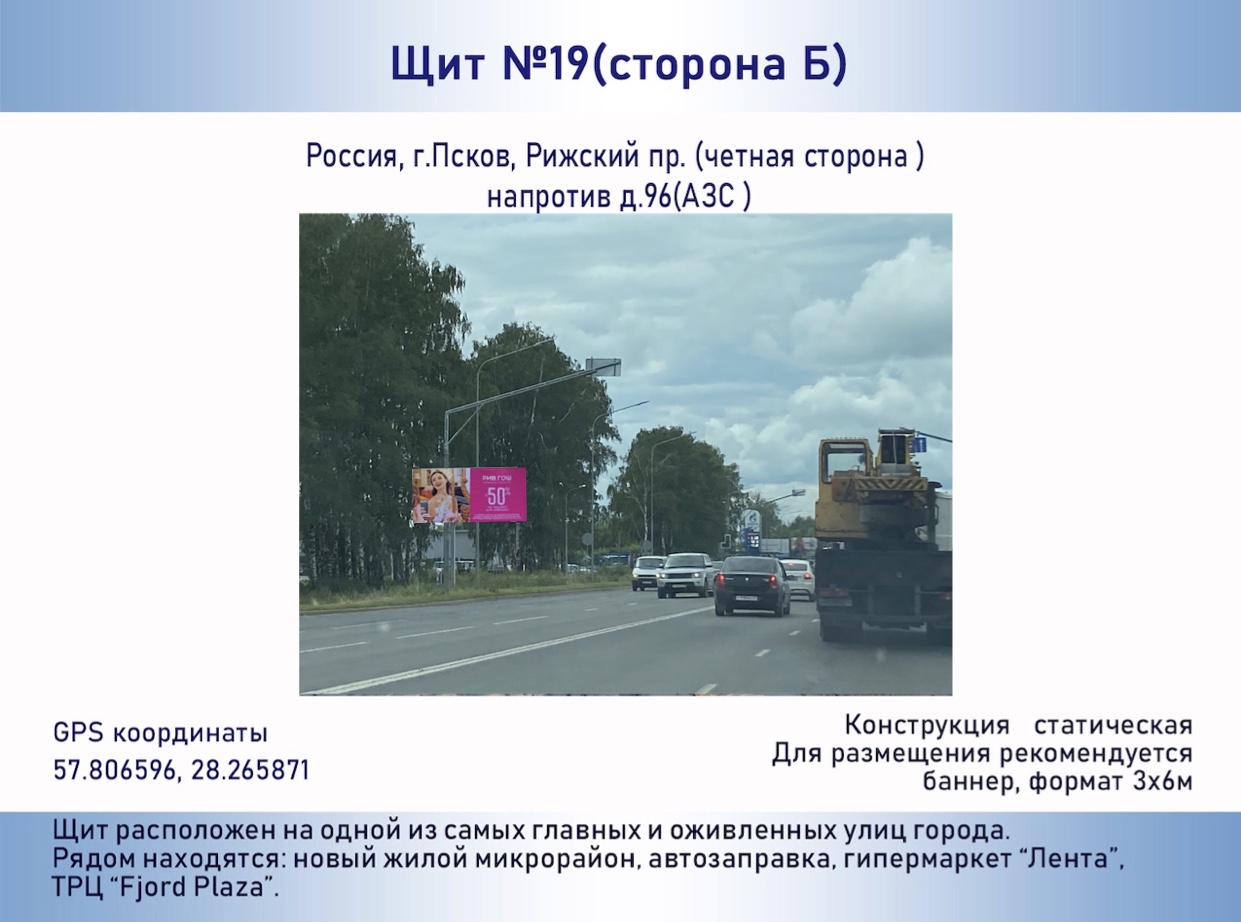 Щит №19(сторона Б)
Россия, г.Псков, Рижский пр. (четная сторона )
напротив д.96(АЗС )
РИВ ГОШ
50%
GPS координаты
57.806596, 28.265871
Конструкция статическая
Для размещения рекомендуется
баннер, формат 3х6м
Щит расположен на одной из самых главных и оживленных улиц города.
Рядом находятся: новый жилой микрорайон, автозаправка, гипермаркет “Лента”,
ТРЦ “Fjord Plaza”.